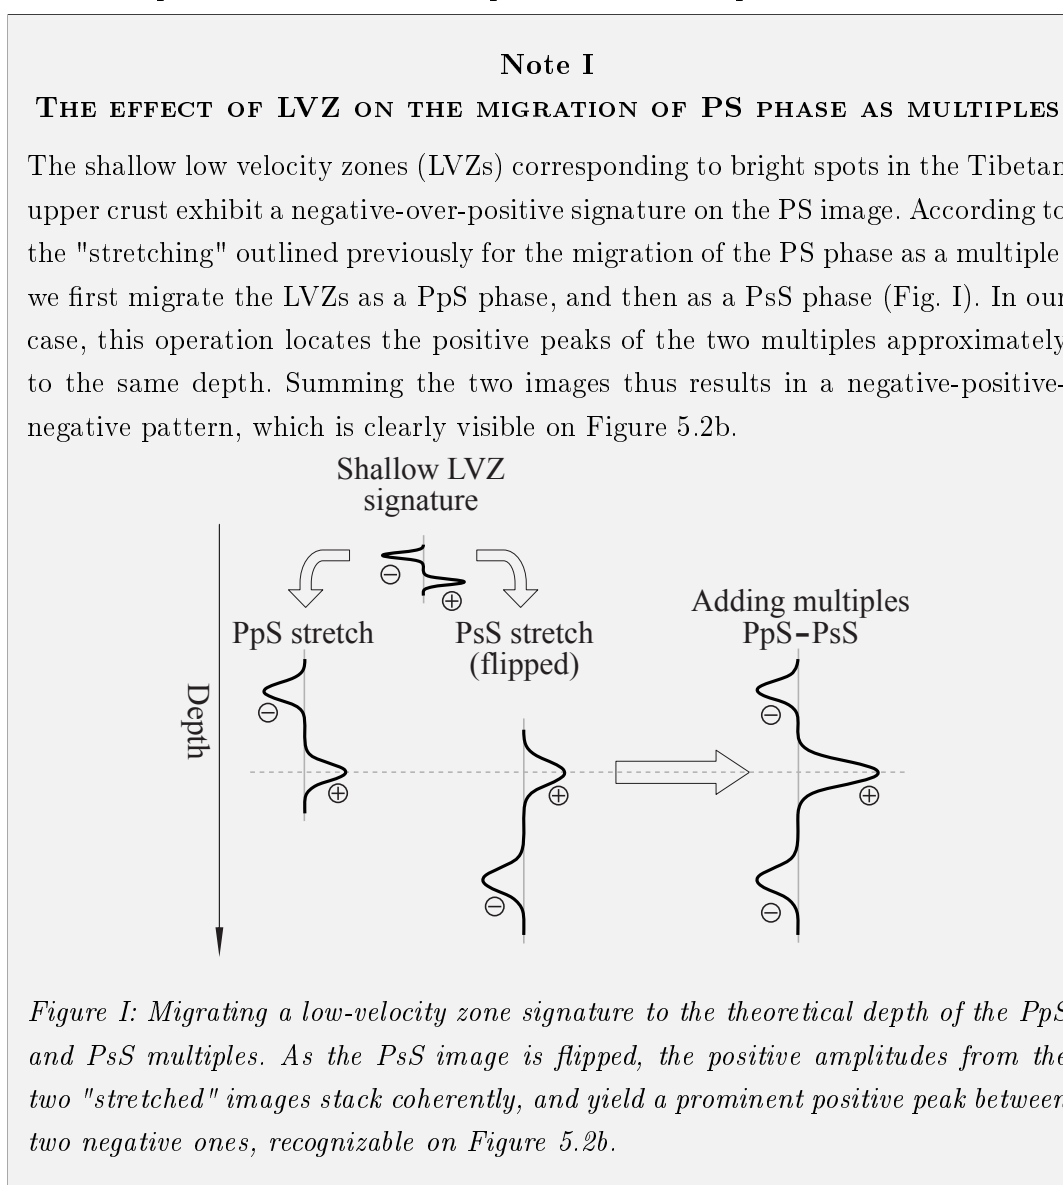 Note I
THE EFFECT OF LVZ ON THE MIGRATION OF PS PHASE AS MULTIPLES
The shallow low velocity zones (LVZs) corresponding to bright spots in the Tibetan
upper crust exhibit a negative-over-positive signature on the PS image. According to
the "stretching" outlined previously for the migration of the PS phase as a multiple,
we first migrate the LVZs as a PpS phase, and then as a PsS phase (Fig. I). In our
case, this operation locates the positive peaks of the two multiples approximately
to the same depth. Summing the two images thus results in a negative-positive-
negative pattern, which is clearly visible on Figure 5.2b.
Shallow LVZ
signature
− +
PpS stretch
− +
PsS stretch
(flipped)
+ −
Adding multiples
PpS−PsS
− + −
Depth
Figure I: Migrating a low-velocity zone signature to the theoretical depth of the PpS
and PsS multiples. As the PsS image is flipped, the positive amplitudes from the
two "stretched" images stack coherently, and yield a prominent positive peak between
two negative ones, recognizable on Figure 5.2b.